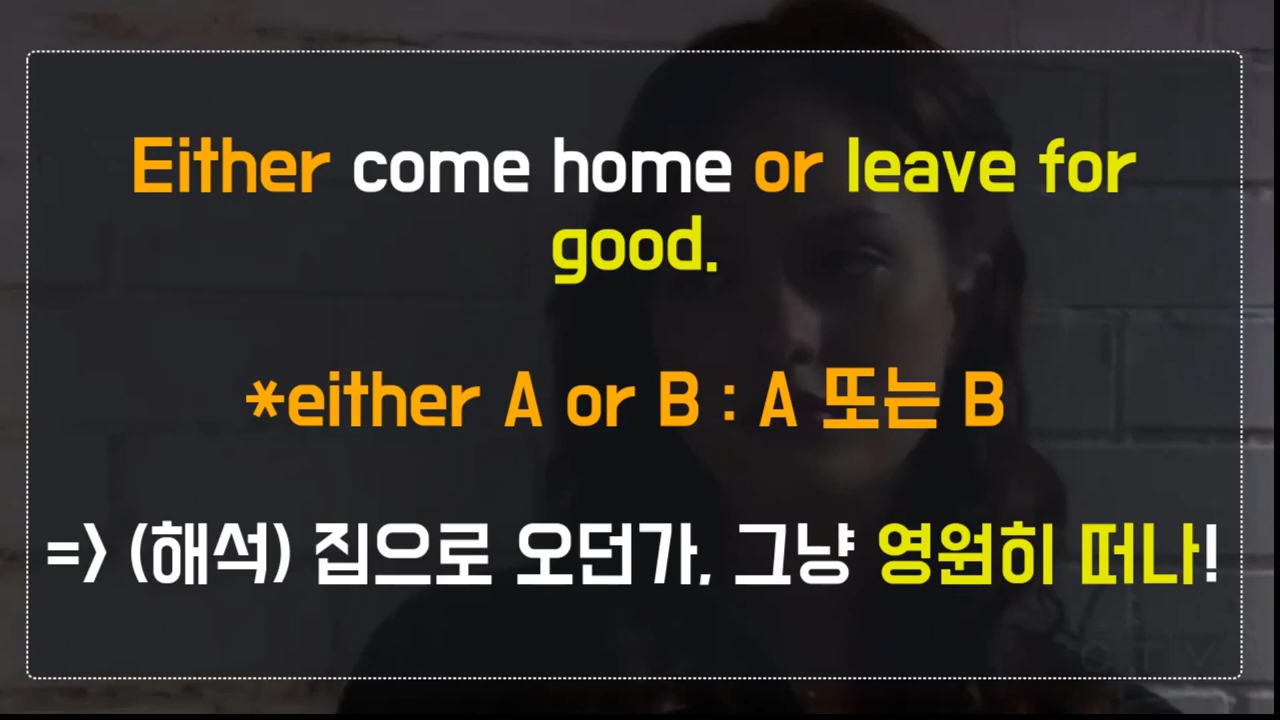 Either come home or leave for
good.
*either A or B : A 또는 B
=> (해석) 집으로 오던가, 그냥 영원히 떠나!
CTV